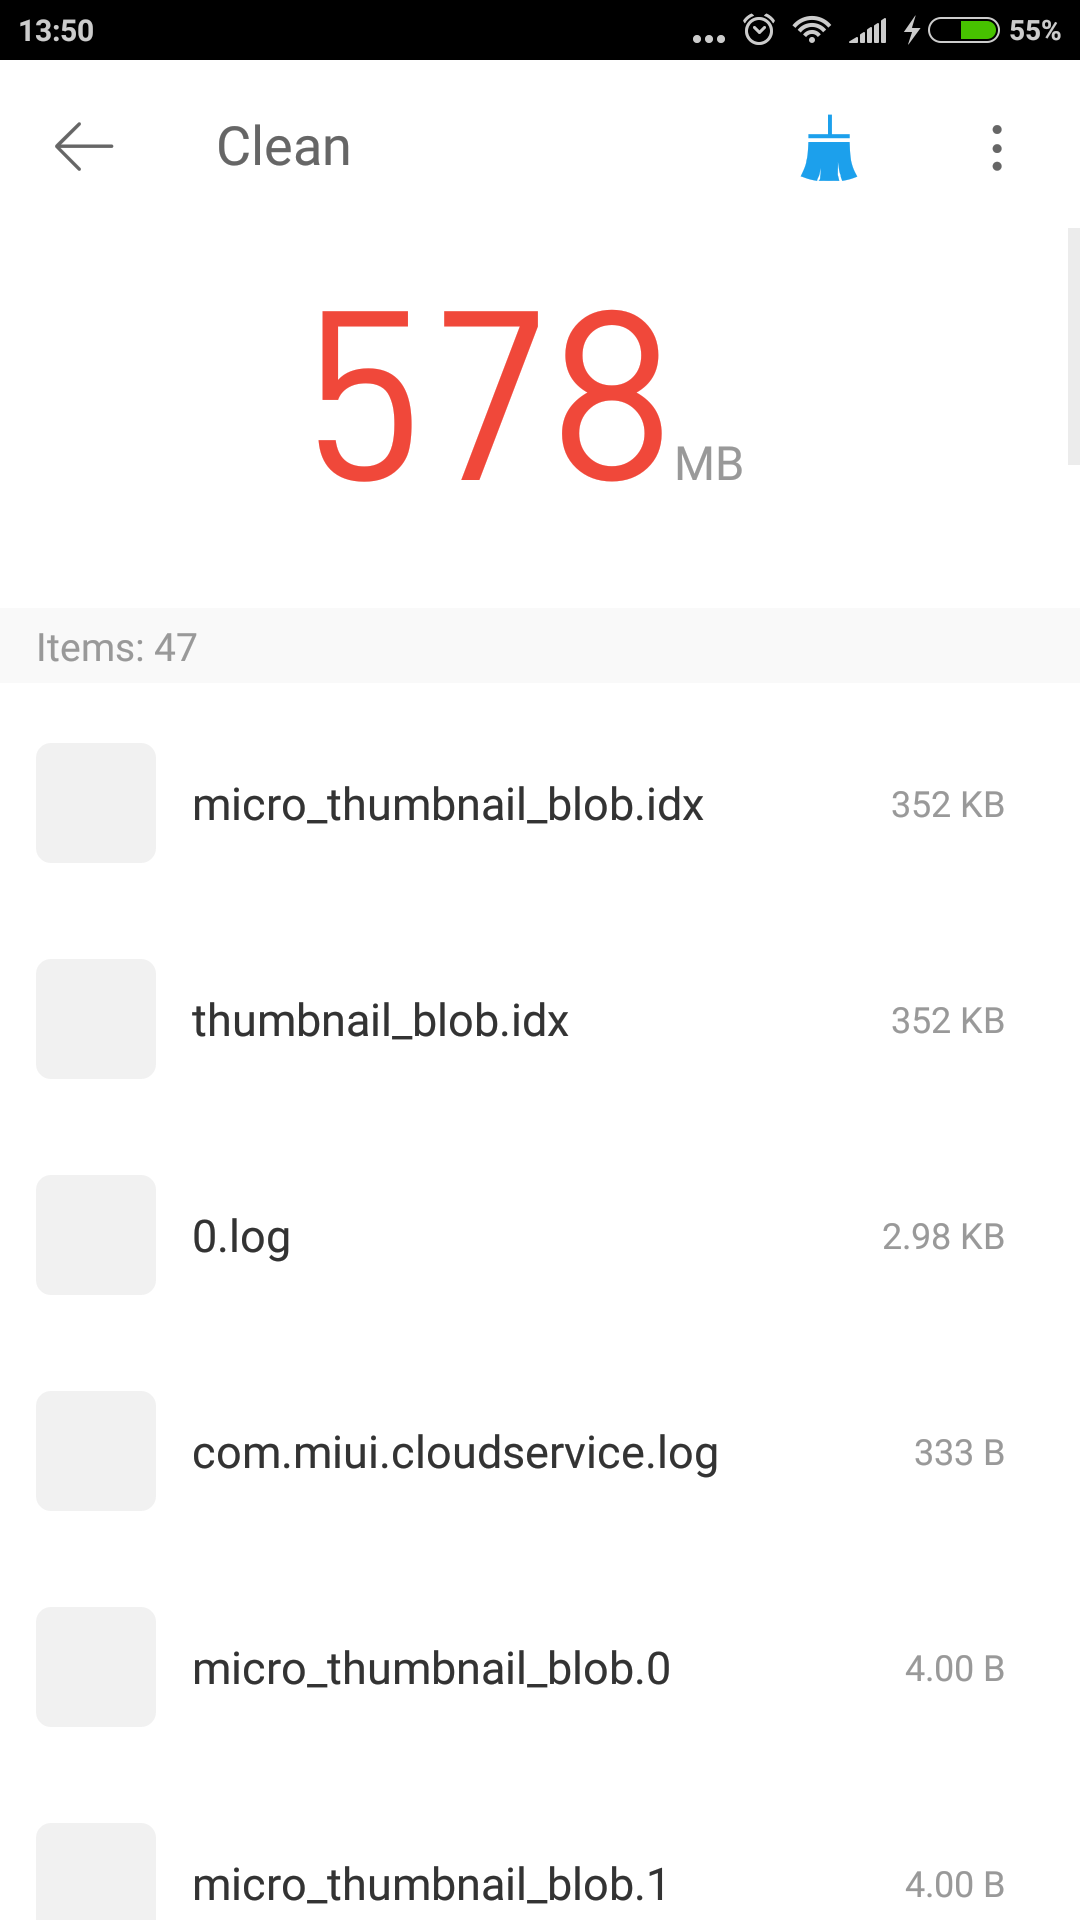 13:50 55%
Clean
578 MB
Items: 47
micro_thumbnail_blob.idx 352 KB
thumbnail_blob.idx 352 KB
0.log 2.98 KB
com.miui.cloudservice.log 333 B
micro_thumbnail_blob.0 4.00 B
micro_thumbnail_blob.1 4.00 B